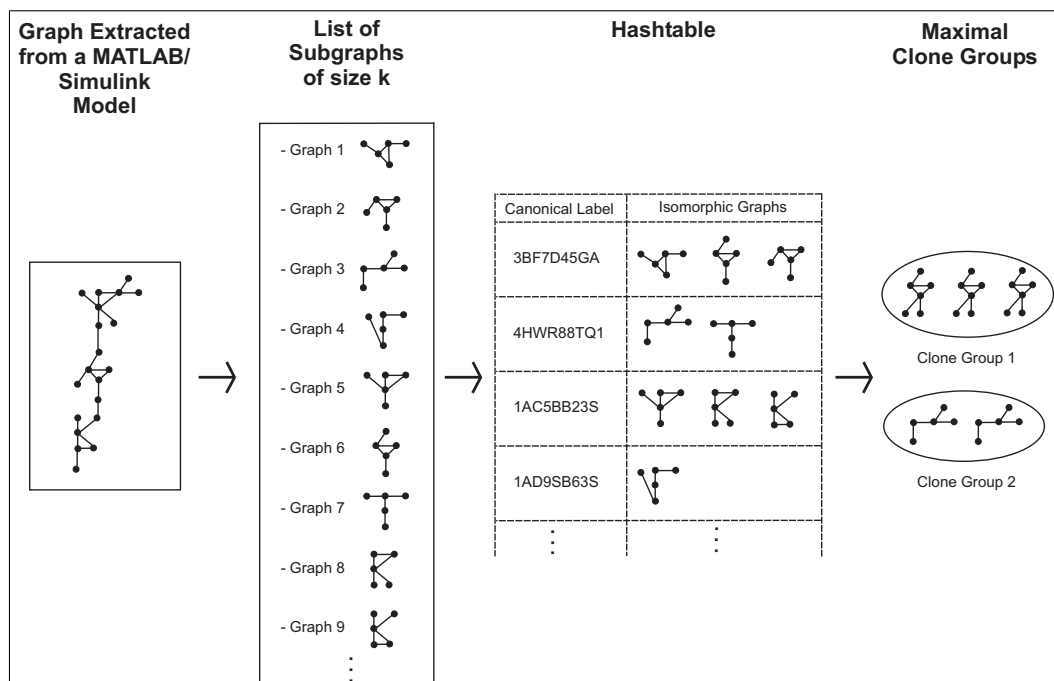 Graph Extracted
from a MATLAB/
Simulink
Model
List of
Subgraphs
of size k
Hashtable
Maximal
Clone Groups
- Graph 1
- Graph 2
- Graph 3
- Graph 4
- Graph 5
- Graph 6
- Graph 7
- Graph 8
- Graph 9
Canonical Label
Isomorphic Graphs
3BF7D45GA
4HWR88TQ1
1AC5BB23S
1AD9SB63S
Clone Group 1
Clone Group 2